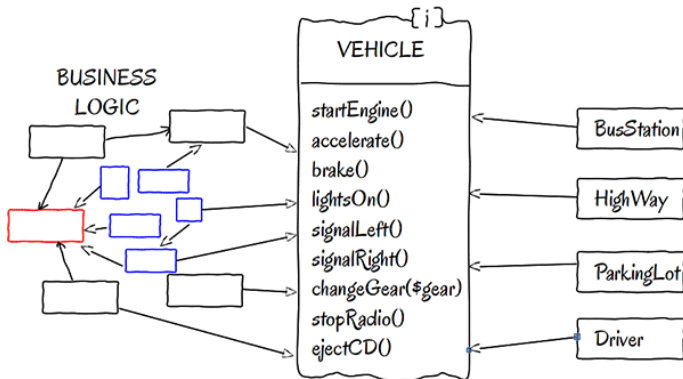 [i]
VEHICLE
BUSINESS
LOGIC
startEngine()
accelerate()
brake()
lightsOn()
signalLeft()
signalRight()
changeGear($gear)
stopRadio()
ejectCD()
BusStation
HighWay
ParkingLot
Driver